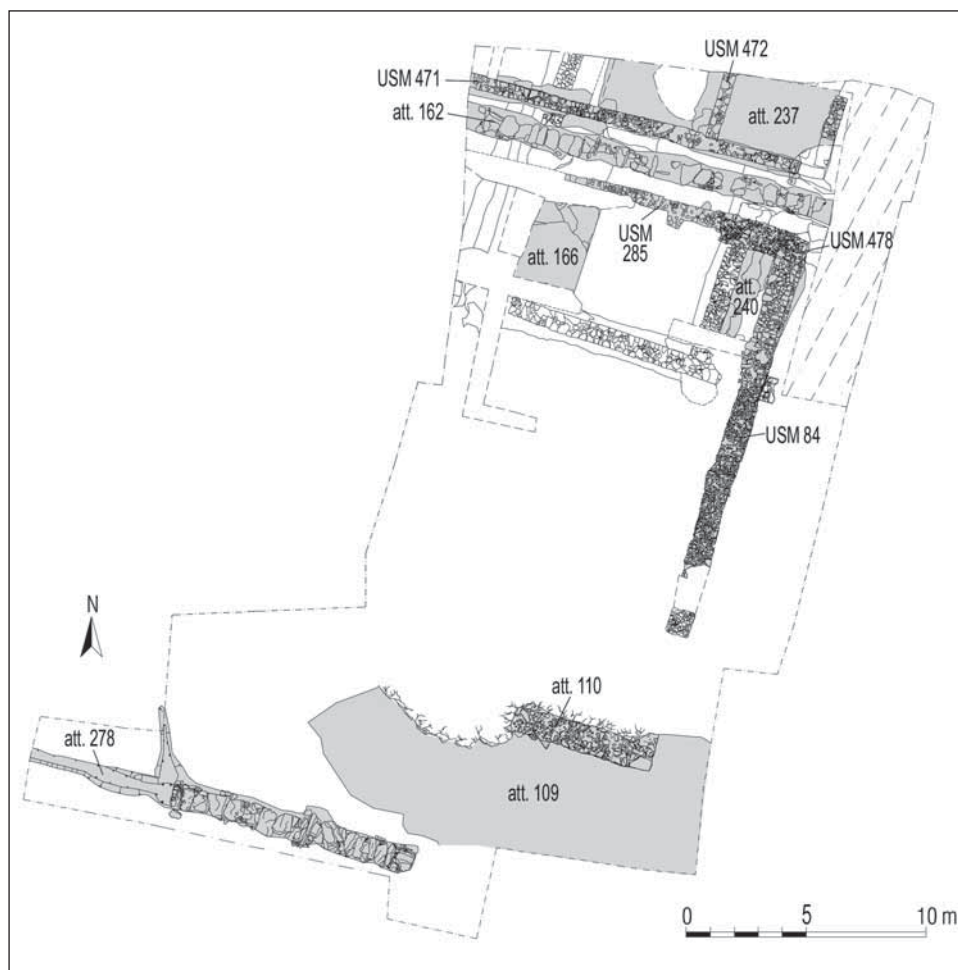 USM 472
USM 471
att. 162
att. 237
USM
285
USM 478
att. 166
att.
240
USM 84
N
att. 110
att. 278
att. 109
0 5 10 m